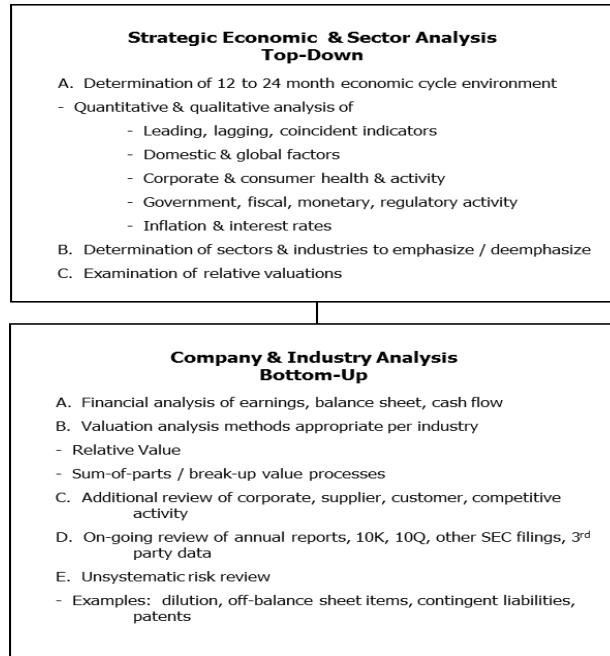 Strategic Economic & Sector Analysis
Top-Down
A. Determination of 12 to 24 month economic cycle environment
- Quantitative & qualitative analysis of
- Leading, lagging, coincident indicators
- Domestic & global factors
- Corporate & consumer health & activity
- Government, fiscal, monetary, regulatory activity
- Inflation & interest rates
B. Determination of sectors & industries to emphasize / deemphasize
C. Examination of relative valuations
Company & Industry Analysis
Bottom-Up
A. Financial analysis of earnings, balance sheet, cash flow
B. Valuation analysis methods appropriate per industry
- Relative Value
- Sum-of-parts / break-up value processes
C. Additional review of corporate, supplier, customer, competitive
activity
D. On-going review of annual reports, 10K, 10Q, other SEC filings, 3rd
party data
E. Unsystematic risk review
- Examples: dilution, off-balance sheet items, contingent liabilities,
patents